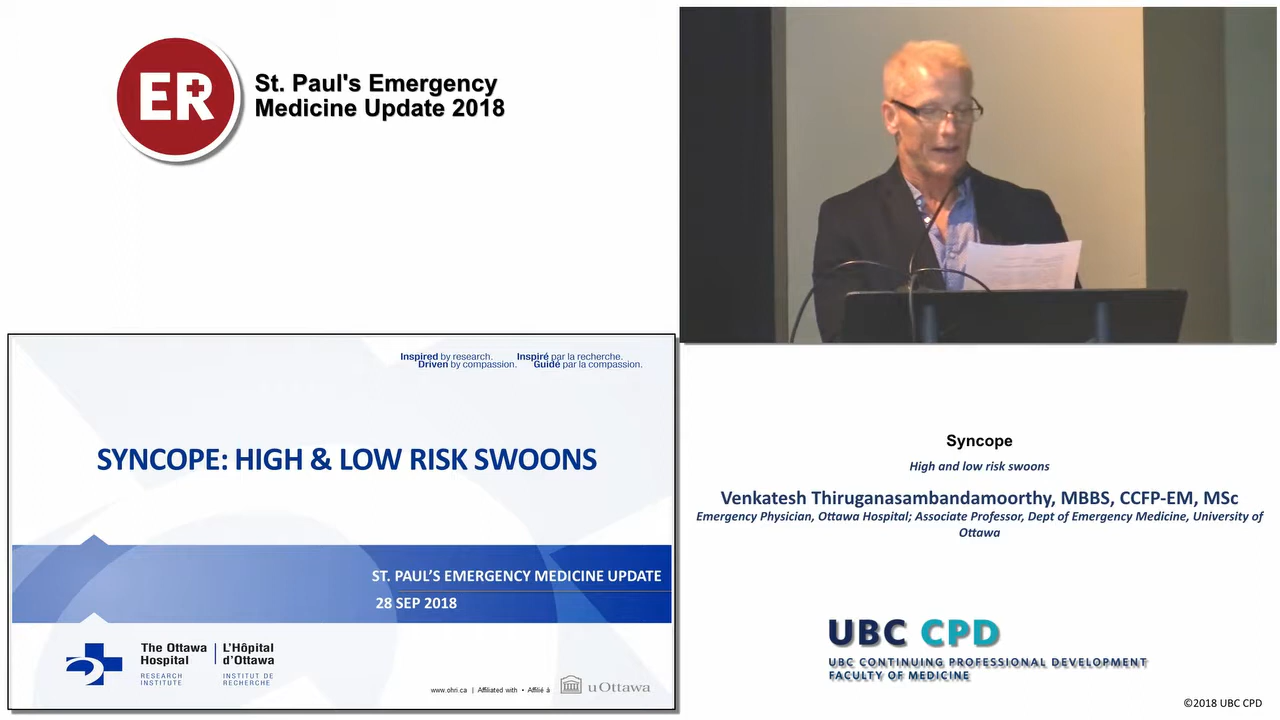 ER
St. Paul's Emergency
Medicine Update 2018
Inspired by research.
Driven by compassion.
Inspiré par la recherche.
Guidé par la compassion.
SYNCOPE: HIGH & LOW RISK SWOONS
ST. PAUL'S EMERGENCY MEDICINE UPDATE
28 SEP 2018
The Ottawa
Hospital
RESEARCH
INSTITUTE
L'Hôpital
d'Ottawa
INSTITUT DE
RECHERCHE
www.ohri.ca | Affiliated with • Affilié à
uOttawa
Syncope
High and low risk swoons
Venkatesh Thiruganasambandamoorthy, MBBS, CCFP-EM, MSc
Emergency Physician, Ottawa Hospital; Associate Professor, Dept of Emergency Medicine, University of
Ottawa
UBC CPD
UBC CONTINUING PROFESSIONAL DEVELOPMENT
FACULTY OF MEDICINE
©2018 UBC CPD